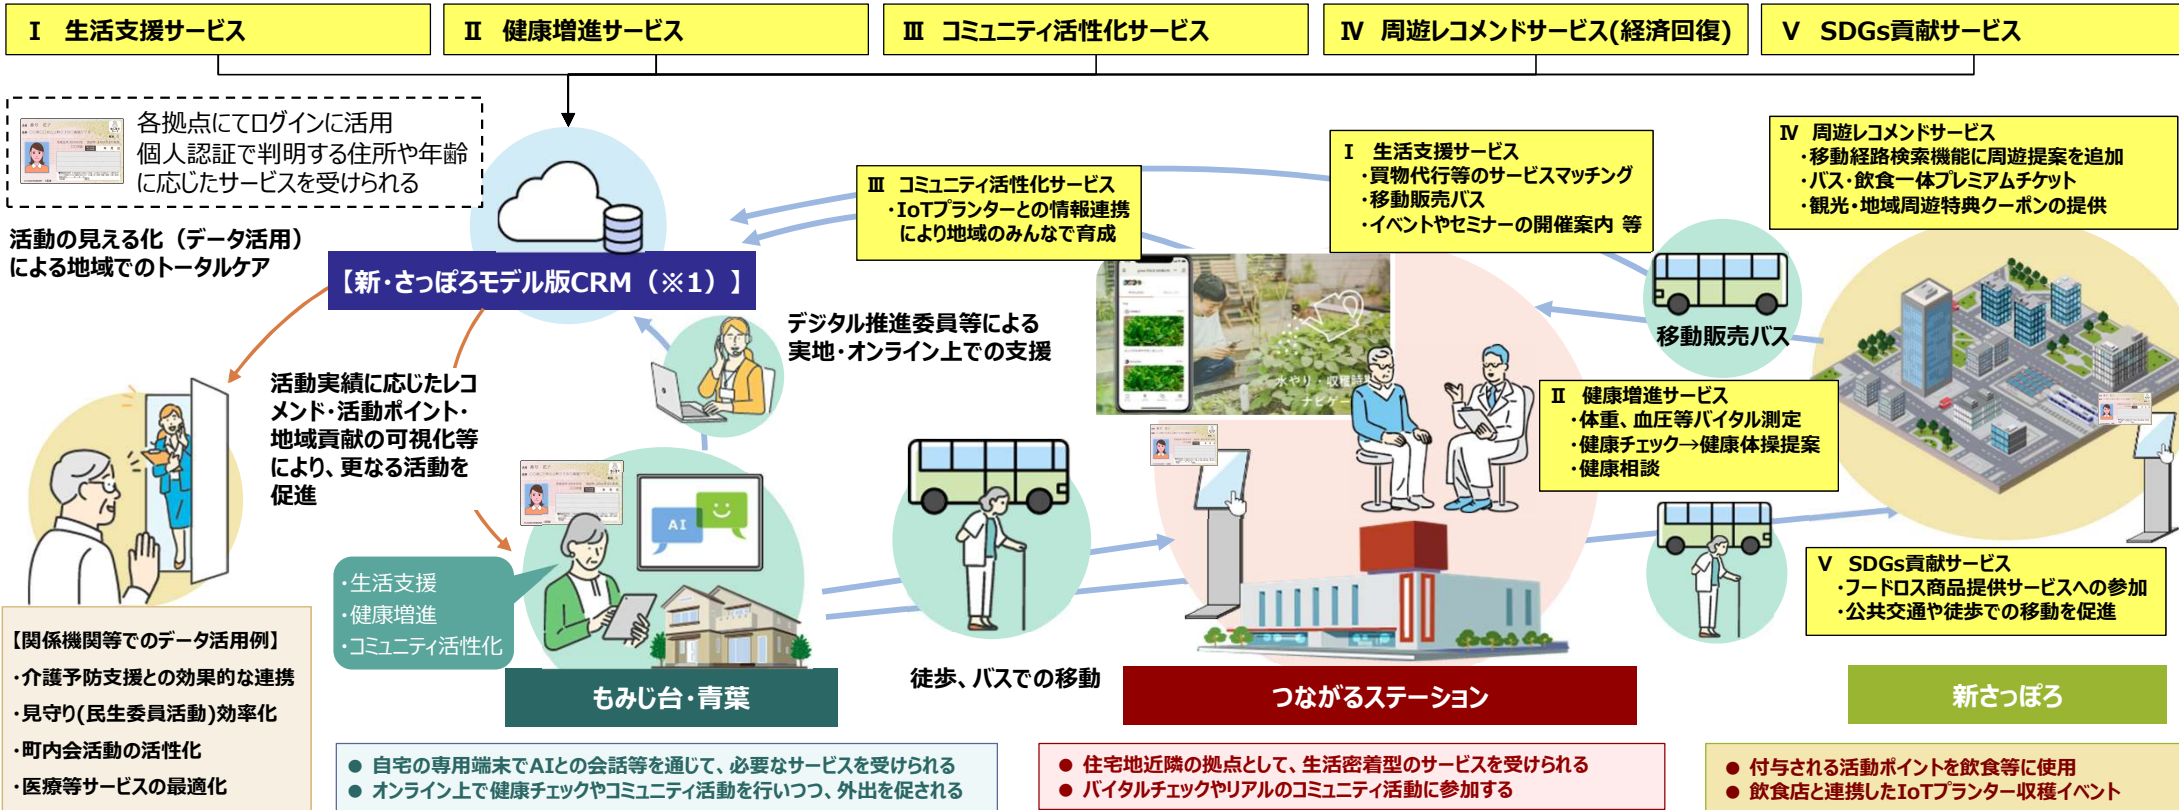 Ⅰ 生活支援サービス
Ⅱ 健康増進サービス
Ⅲ コミュニティ活性化サービス
Ⅳ 周遊レコメンドサービス(経済回復)
Ⅴ SDGs貢献サービス
各拠点にてログインに活用
個人認証で判明する住所や年齢
に応じたサービスを受けられる
活動の見える化（データ活用）
による地域でのトータルケア
【新・さっぽろモデル版CRM（※1）】
Ⅲ コミュニティ活性化サービス
・IoTプランターとの情報連携
により地域のみんなで育成
Ⅰ 生活支援サービス
・買物代行等のサービスマッチング
・移動販売バス
・イベントやセミナーの開催案内 等
Ⅳ 周遊レコメンドサービス
・移動経路検索機能に周遊提案を追加
・バス・飲食一体プレミアムチケット
・観光・地域周遊特典クーポンの提供
デジタル推進委員等による
実地・オンライン上での支援
移動販売バス
活動実績に応じたレコ
メンド・活動ポイント・
地域貢献の可視化等
により、更なる活動を
促進
水やり・収穫時期
ナビゲー
Ⅱ 健康増進サービス
・体重、血圧等バイタル測定
・健康チェック→健康体操提案
・健康相談
AI
・生活支援
・健康増進
・コミュニティ活性化
Ⅴ SDGs貢献サービス
・フードロス商品提供サービスへの参加
・公共交通や徒歩での移動を促進
【関係機関等でのデータ活用例】
・介護予防支援との効果的な連携
・見守り(民生委員活動)効率化
・町内会活動の活性化
・医療等サービスの最適化
もみじ台・青葉
徒歩、バスでの移動
つながるステーション
新さっぽろ
● 自宅の専用端末でAIとの会話等を通じて、必要なサービスを受けられる
● オンライン上で健康チェックやコミュニティ活動を行いつつ、外出を促される
● 住宅地近隣の拠点として、生活密着型のサービスを受けられる
● バイタルチェックやリアルのコミュニティ活動に参加する
● 付与される活動ポイントを飲食等に使用
● 飲食店と連携したIoTプランター収穫イベント